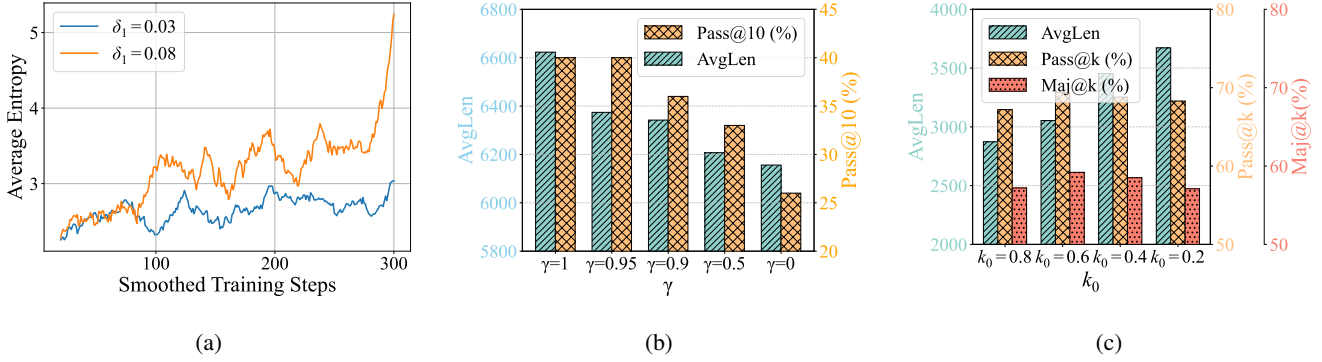 5
4
3
Average Entropy
δ₁ = 0.03
δ₁ = 0.08
100
200
300
Smoothed Training Steps
(a)
6800
6600
6400
6200
6000
5800
AvgLen
Pass@10 (%)
AvgLen
45
40
35
30
25
20
Pass@10 (%)
γ=1
γ=0.95
γ=0.9
γ=0.5
γ=0
γ
(b)
4000
3500
3000
2500
2000
AvgLen
AvgLen
Pass@k (%)
Maj@k (%)
80
70
60
50
Pass@k (%)
80
70
60
50
Maj@k(%)
k₀ = 0.8
k₀ = 0.6
k₀ = 0.4
k₀ = 0.2
k₀
(c)